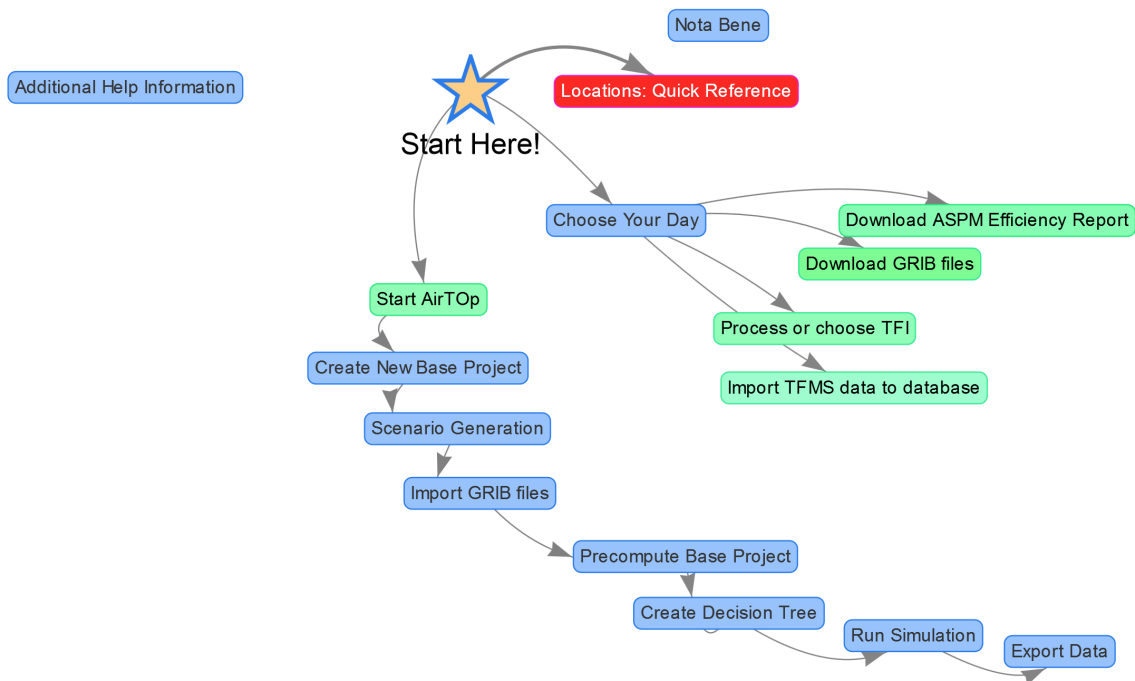 Nota Bene
Additional Help Information
Locations: Quick Reference
Start Here!
Choose Your Day
Download ASPM Efficiency Report
Download GRIB files
Start AirTOp
Process or choose TFI
Create New Base Project
Import TFMS data to database
Scenario Generation
Import GRIB files
Precompute Base Project
Create Decision Tree
Run Simulation
Export Data